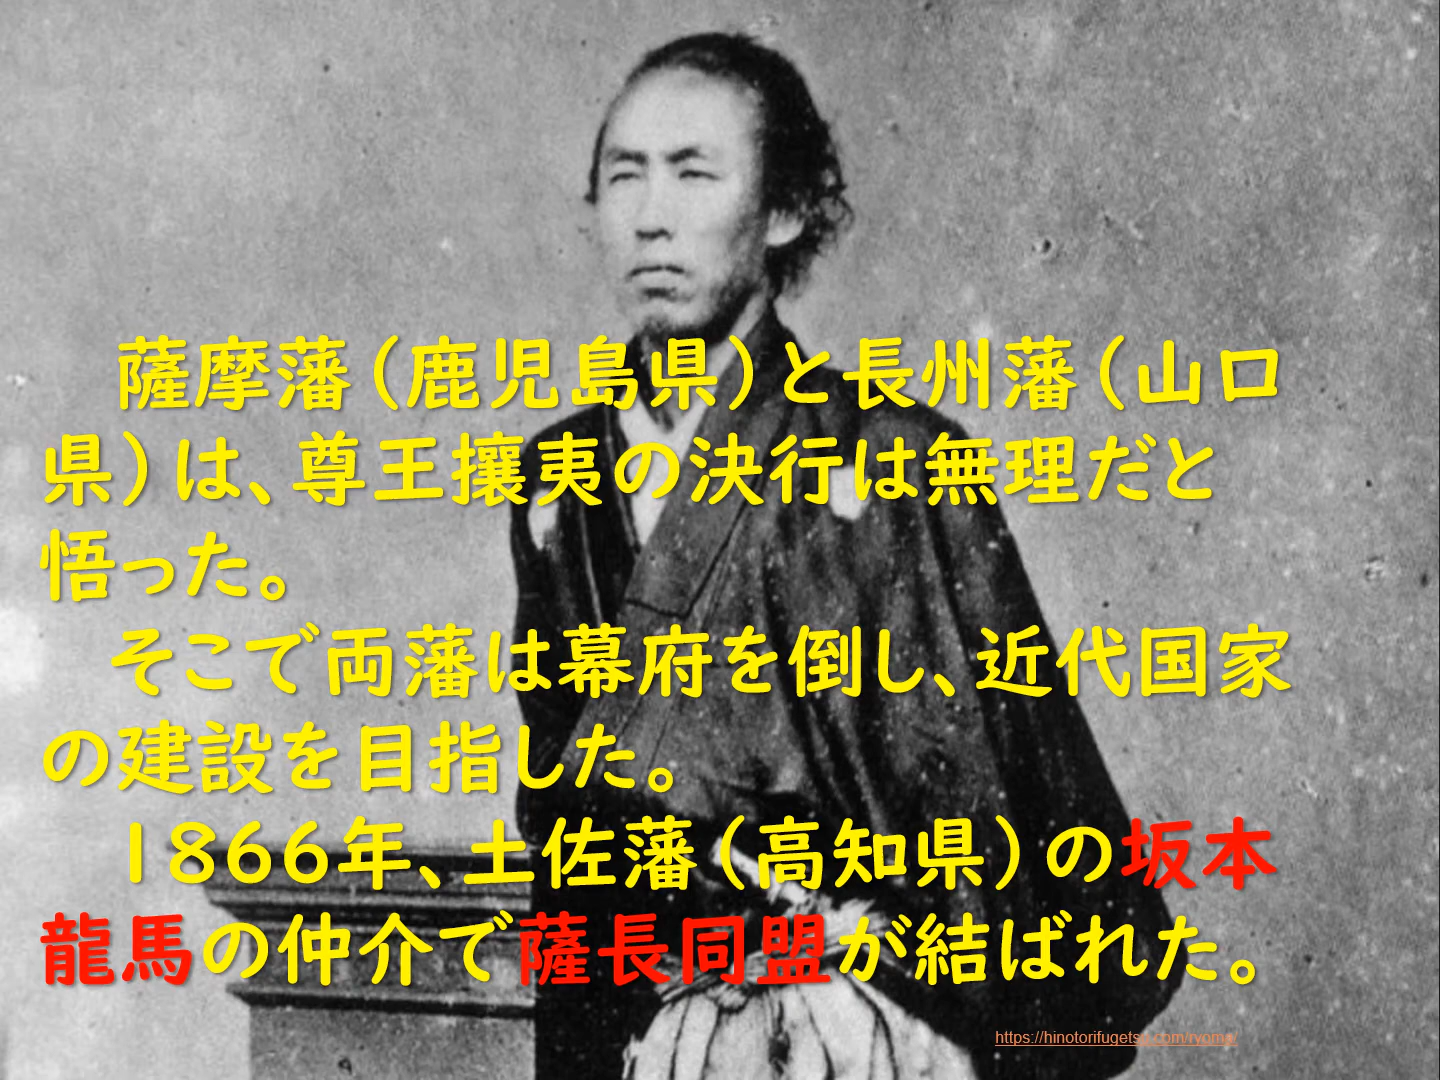 薩摩藩（鹿児島県）と長州藩（山口
県）は、尊王攘夷の決行は無理だと
悟った。
そこで両藩は幕府を倒し、近代国家
の建設を目指した。
１８６６年、土佐藩（高知県）の坂本
龍馬の仲介で薩長同盟が結ばれた。
https://hinotorifugetsu.com/ryoma/